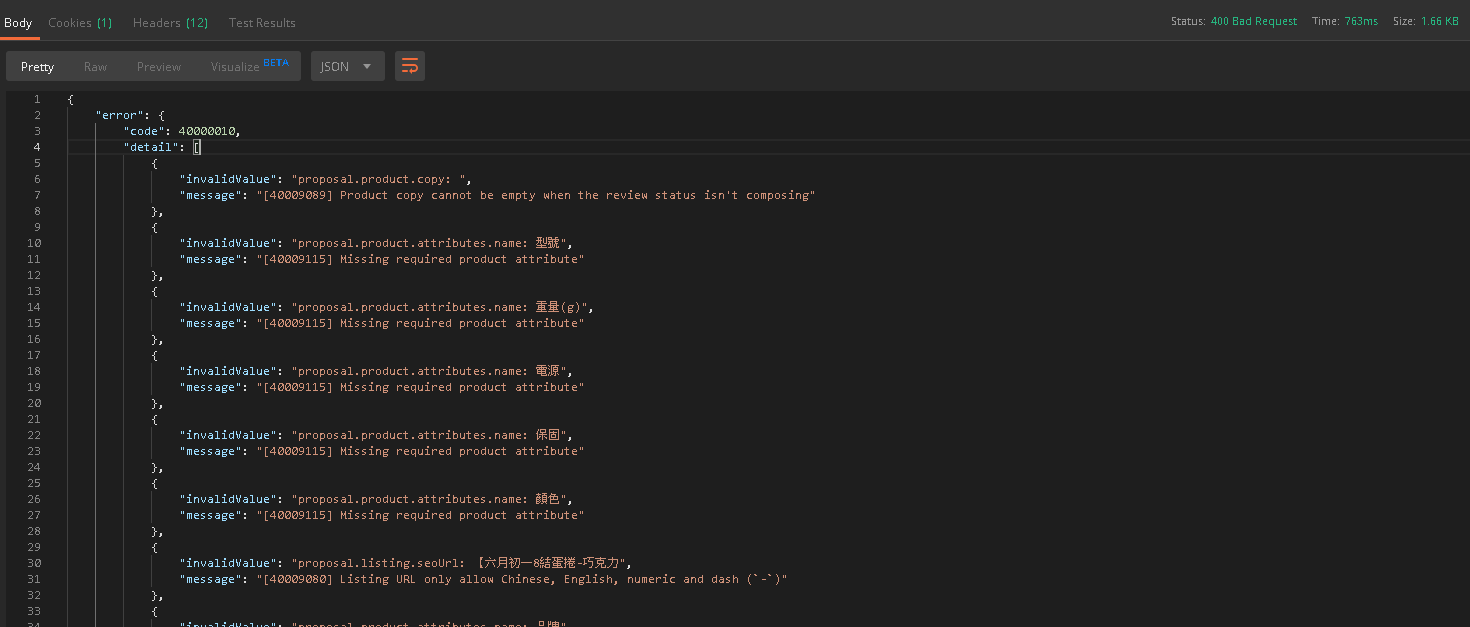 Body Cookies (1) Headers (12) Test Results Status: 400 Bad Request Time: 763ms Size: 1.66 KB
Pretty Raw Preview Visualize BETA JSON
1 {
2 "error": {
3 "code": 40000010,
4 "detail": [
5 {
6 "invalidValue": "proposal.product.copy: ",
7 "message": "[40009089] Product copy cannot be empty when the review status isn't composing"
8 },
9 {
10 "invalidValue": "proposal.product.attributes.name: 型號",
11 "message": "[40009115] Missing required product attribute"
12 },
13 {
14 "invalidValue": "proposal.product.attributes.name: 重量(g)",
15 "message": "[40009115] Missing required product attribute"
16 },
17 {
18 "invalidValue": "proposal.product.attributes.name: 電源",
19 "message": "[40009115] Missing required product attribute"
20 },
21 {
22 "invalidValue": "proposal.product.attributes.name: 保固",
23 "message": "[40009115] Missing required product attribute"
24 },
25 {
26 "invalidValue": "proposal.product.attributes.name: 顏色",
27 "message": "[40009115] Missing required product attribute"
28 },
29 {
30 "invalidValue": "proposal.listing.seoUrl: 【六月初一8結蛋捲-巧克力",
31 "message": "[40009080] Listing URL only allow Chinese, English, numeric and dash (`-`)"
32 },
33 {
34 "invalidValue": "proposal.product.attributes.name: 品牌"